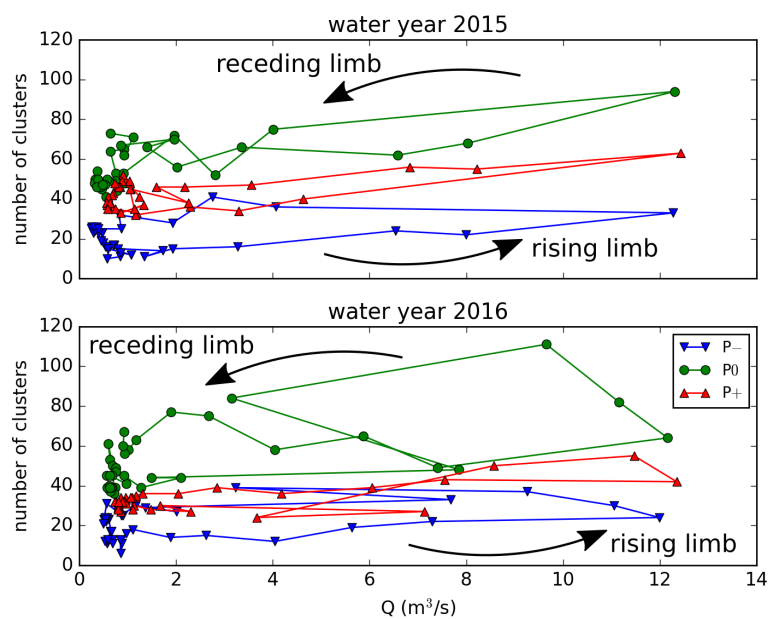 water year 2015
120
100
80
60
40
20
0
number of clusters
receding limb
rising limb
water year 2016
120
100
80
60
40
20
0
number of clusters
receding limb
P−
P0
P+
rising limb
0 2 4 6 8 10 12 14
Q (m³/s)